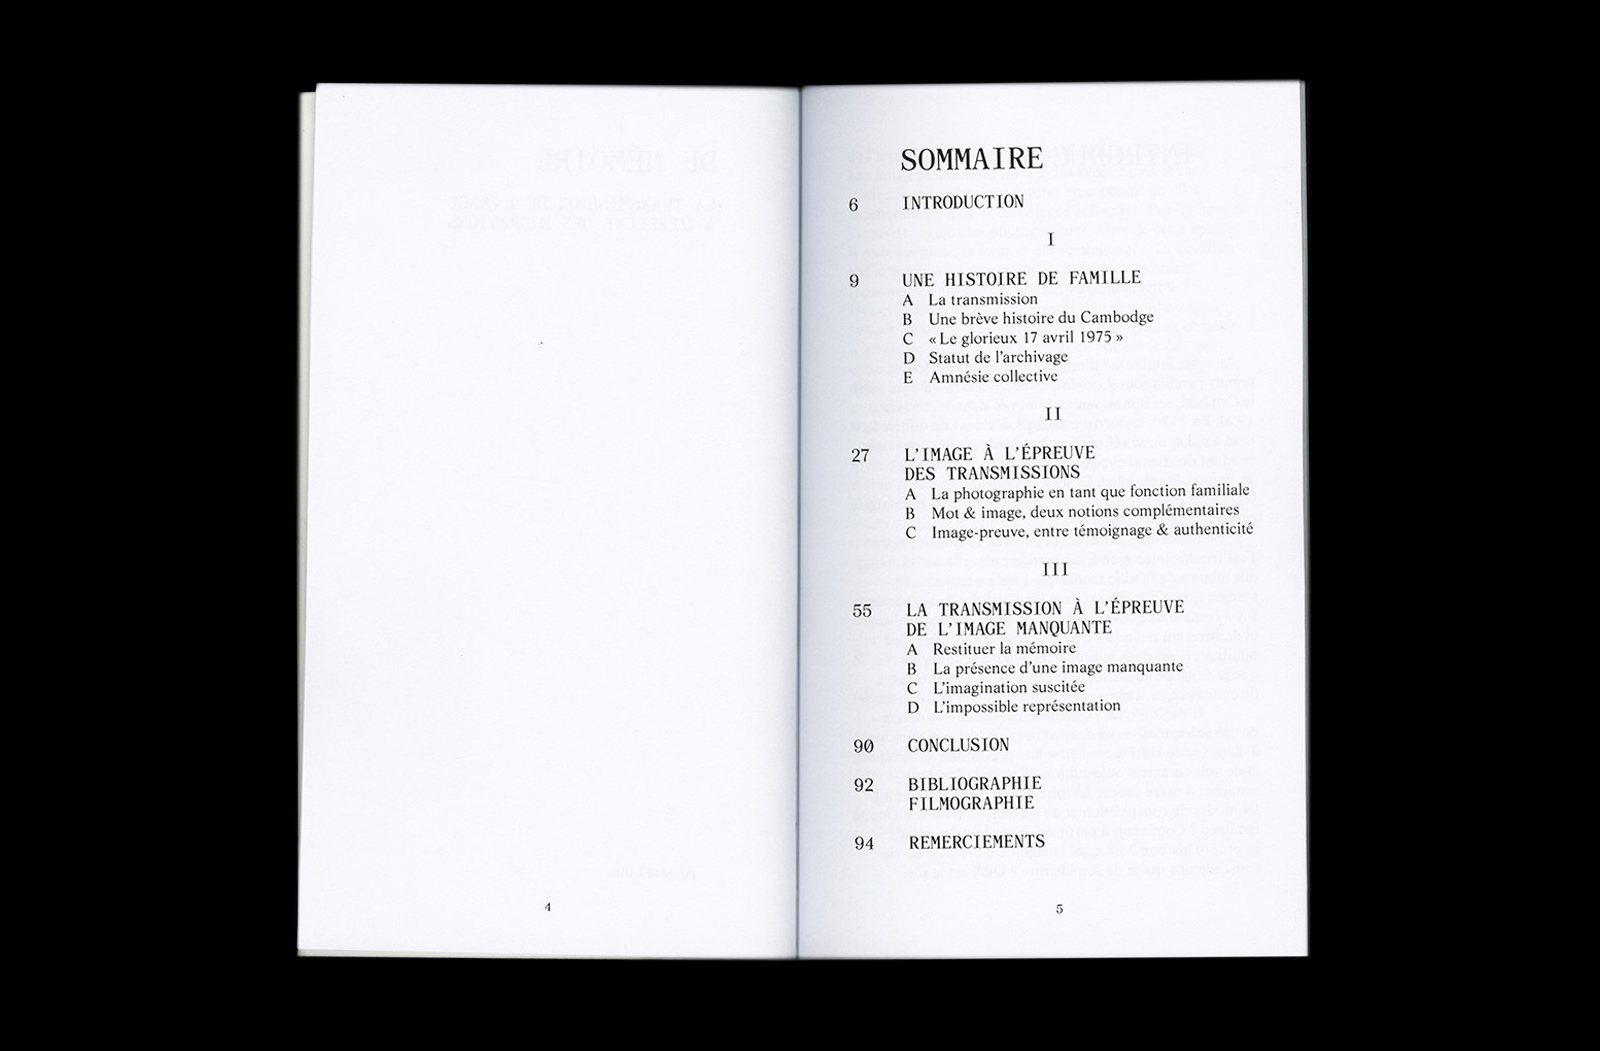 4
SOMMAIRE
6 INTRODUCTION
I
9 UNE HISTOIRE DE FAMILLE
A La transmission
B Une brève histoire du Cambodge
C « Le glorieux 17 avril 1975 »
D Statut de l’archivage
E Amnésie collective
II
27 L’IMAGE À L’ÉPREUVE
DES TRANSMISSIONS
A La photographie en tant que fonction familiale
B Mot & image, deux notions complémentaires
C Image-preuve, entre témoignage & authenticité
III
55 LA TRANSMISSION À L’ÉPREUVE
DE L’IMAGE MANQUANTE
A Restituer la mémoire
B La présence d’une image manquante
C L’imagination suscitée
D L’impossible représentation
90 CONCLUSION
92 BIBLIOGRAPHIE
FILMOGRAPHIE
94 REMERCIEMENTS
5